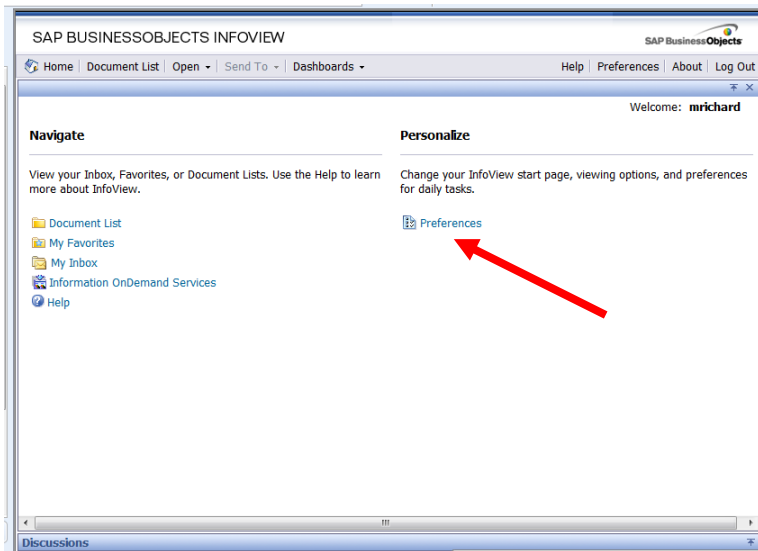 SAP BUSINESSOBJECTS INFOVIEW
SAP BusinessObjects
Home Document List Open Send To Dashboards Help Preferences About Log Out
Welcome: mrichard
Navigate
View your Inbox, Favorites, or Document Lists. Use the Help to learn
more about InfoView.
Document List
My Favorites
My Inbox
Information OnDemand Services
Help
Personalize
Change your InfoView start page, viewing options, and preferences
for daily tasks.
Preferences
Discussions